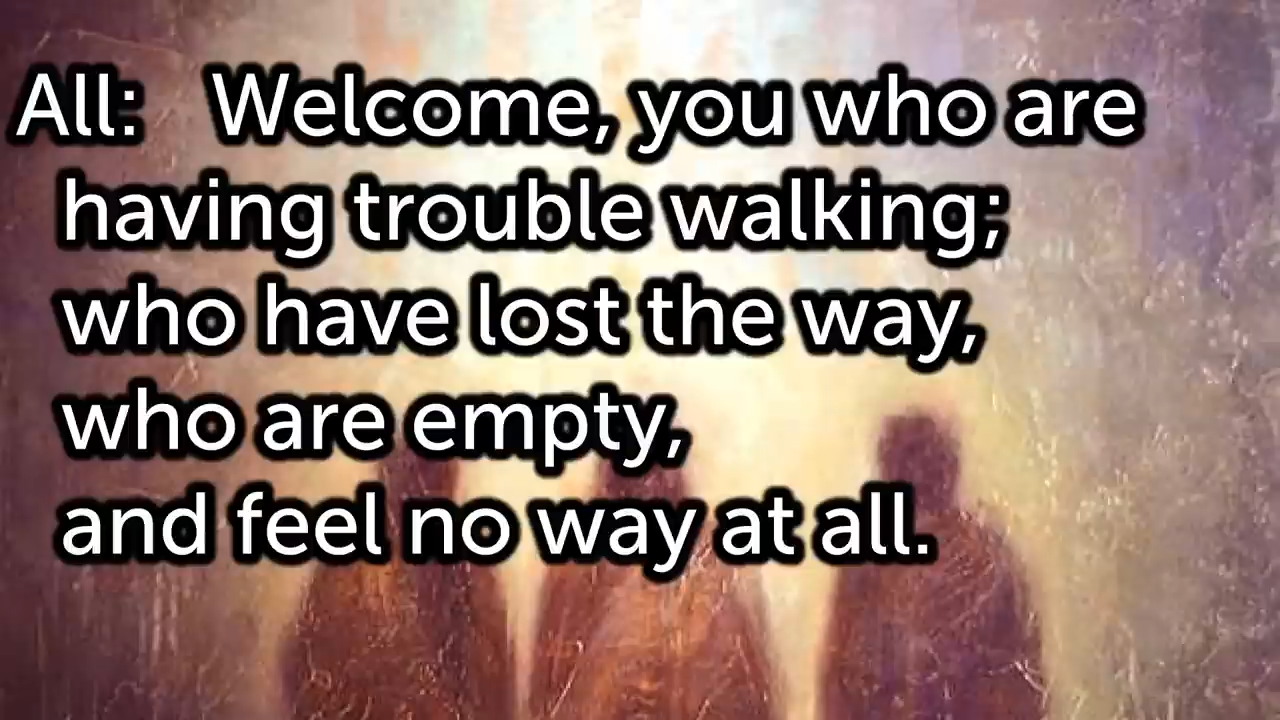 All: Welcome, you who are
having trouble walking;
who have lost the way,
who are empty,
and feel no way at all.